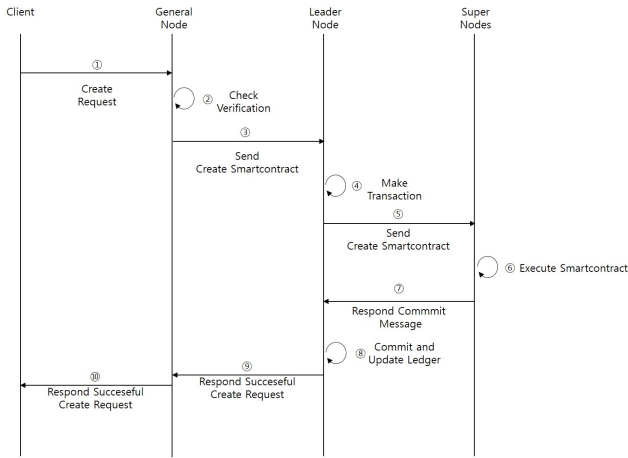 Client
General
Node
Leader
Node
Super
Nodes
①
Create
Request
② Check
Verification
③
Send
Create Smartcontract
④ Make
Transaction
⑤
Send
Create Smartcontract
⑥ Execute Smartcontract
⑦
Respond Commmit
Message
⑧ Commit and
Update Ledger
⑨
Respond Succeseful
Create Request
⑩
Respond Succeseful
Create Request